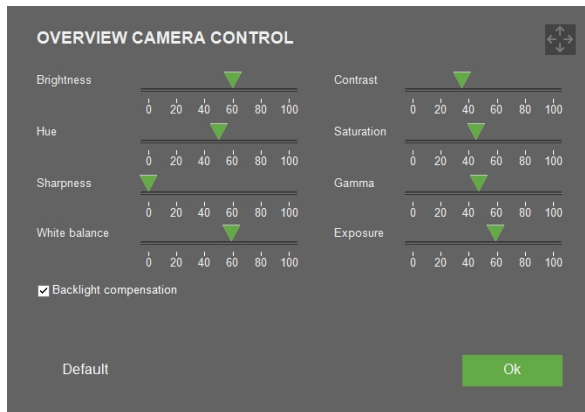 OVERVIEW CAMERA CONTROL
Brightness
0 20 40 60 80 100
Contrast
0 20 40 60 80 100
Hue
0 20 40 60 80 100
Saturation
0 20 40 60 80 100
Sharpness
0 20 40 60 80 100
Gamma
0 20 40 60 80 100
White balance
0 20 40 60 80 100
Exposure
0 20 40 60 80 100
Backlight compensation
Default
Ok